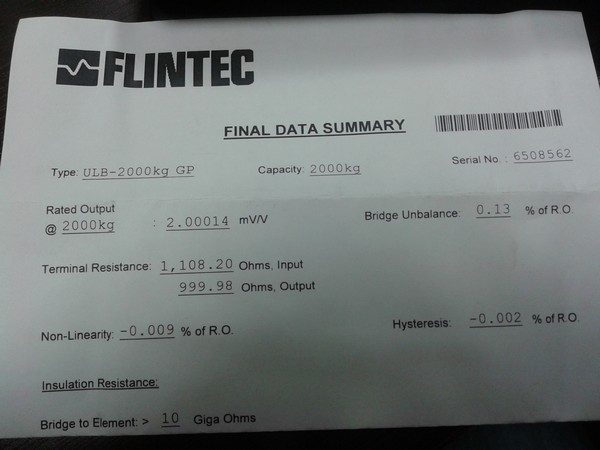 FLINTEC
FINAL DATA SUMMARY
Type: ULB-2000kg GP Capacity: 2000kg Serial No. : 6508562
Rated Output
@ 2000kg : 2.00014 mV/V Bridge Unbalance: 0.13 % of R.O.
Terminal Resistance: 1,108.20 Ohms, Input
999.98 Ohms, Output
Non-Linearity: -0.009 % of R.O. Hysteresis: -0.002 % of R.O.
Insulation Resistance:
Bridge to Element: > 10 Giga Ohms